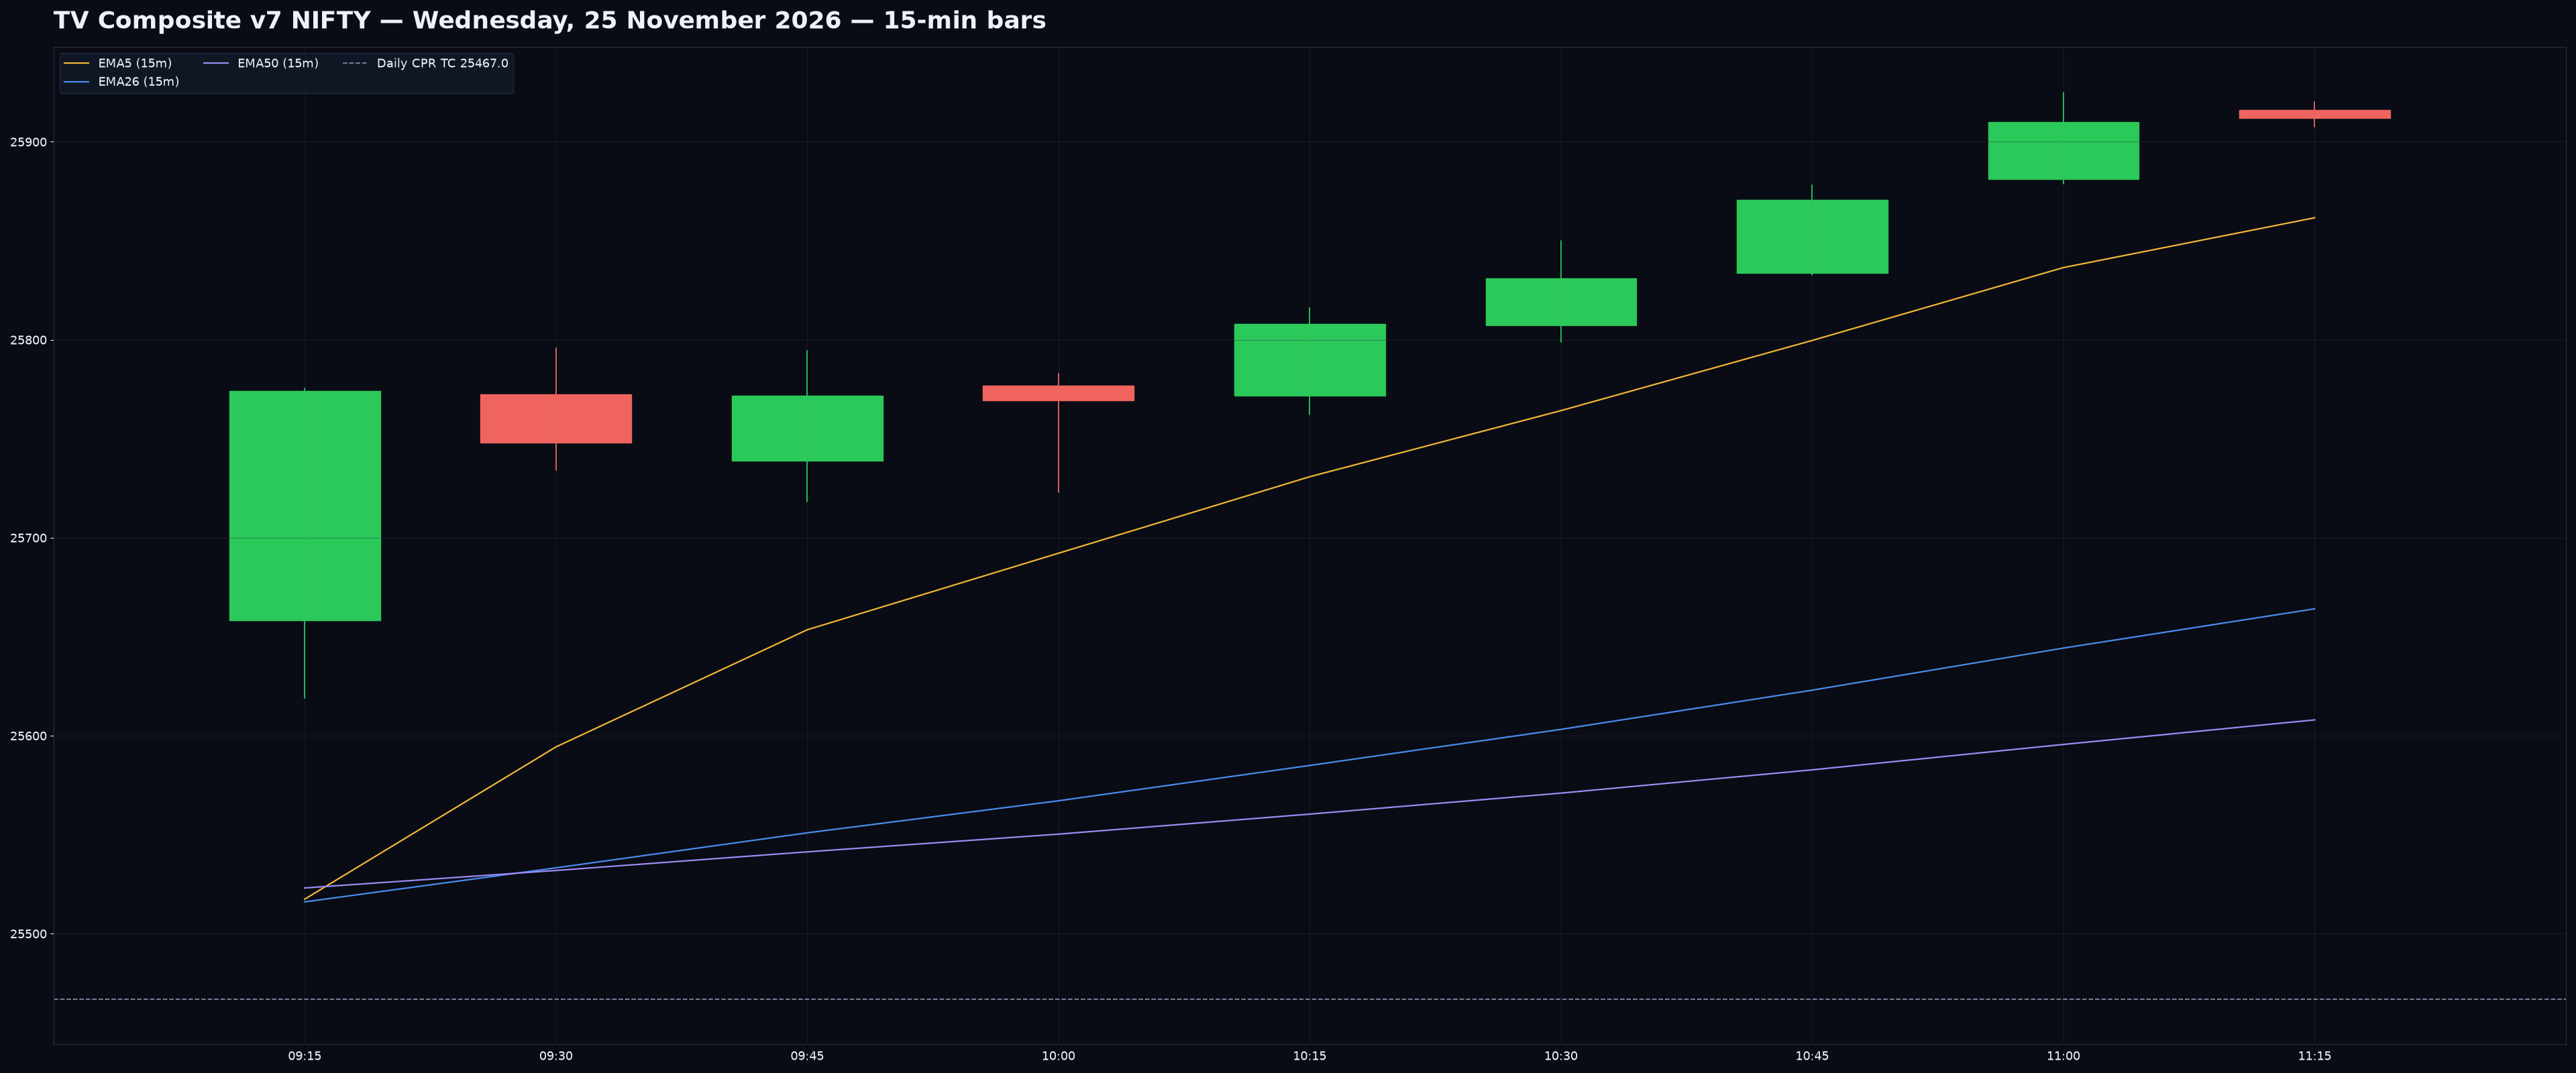 TV Composite v7 NIFTY — Wednesday, 25 November 2026 — 15-min bars
EMA5 (15m) EMA50 (15m) Daily CPR TC 25467.0
EMA26 (15m)
25900
25800
25700
25600
25500
09:15 09:30 09:45 10:00 10:15 10:30 10:45 11:00 11:15